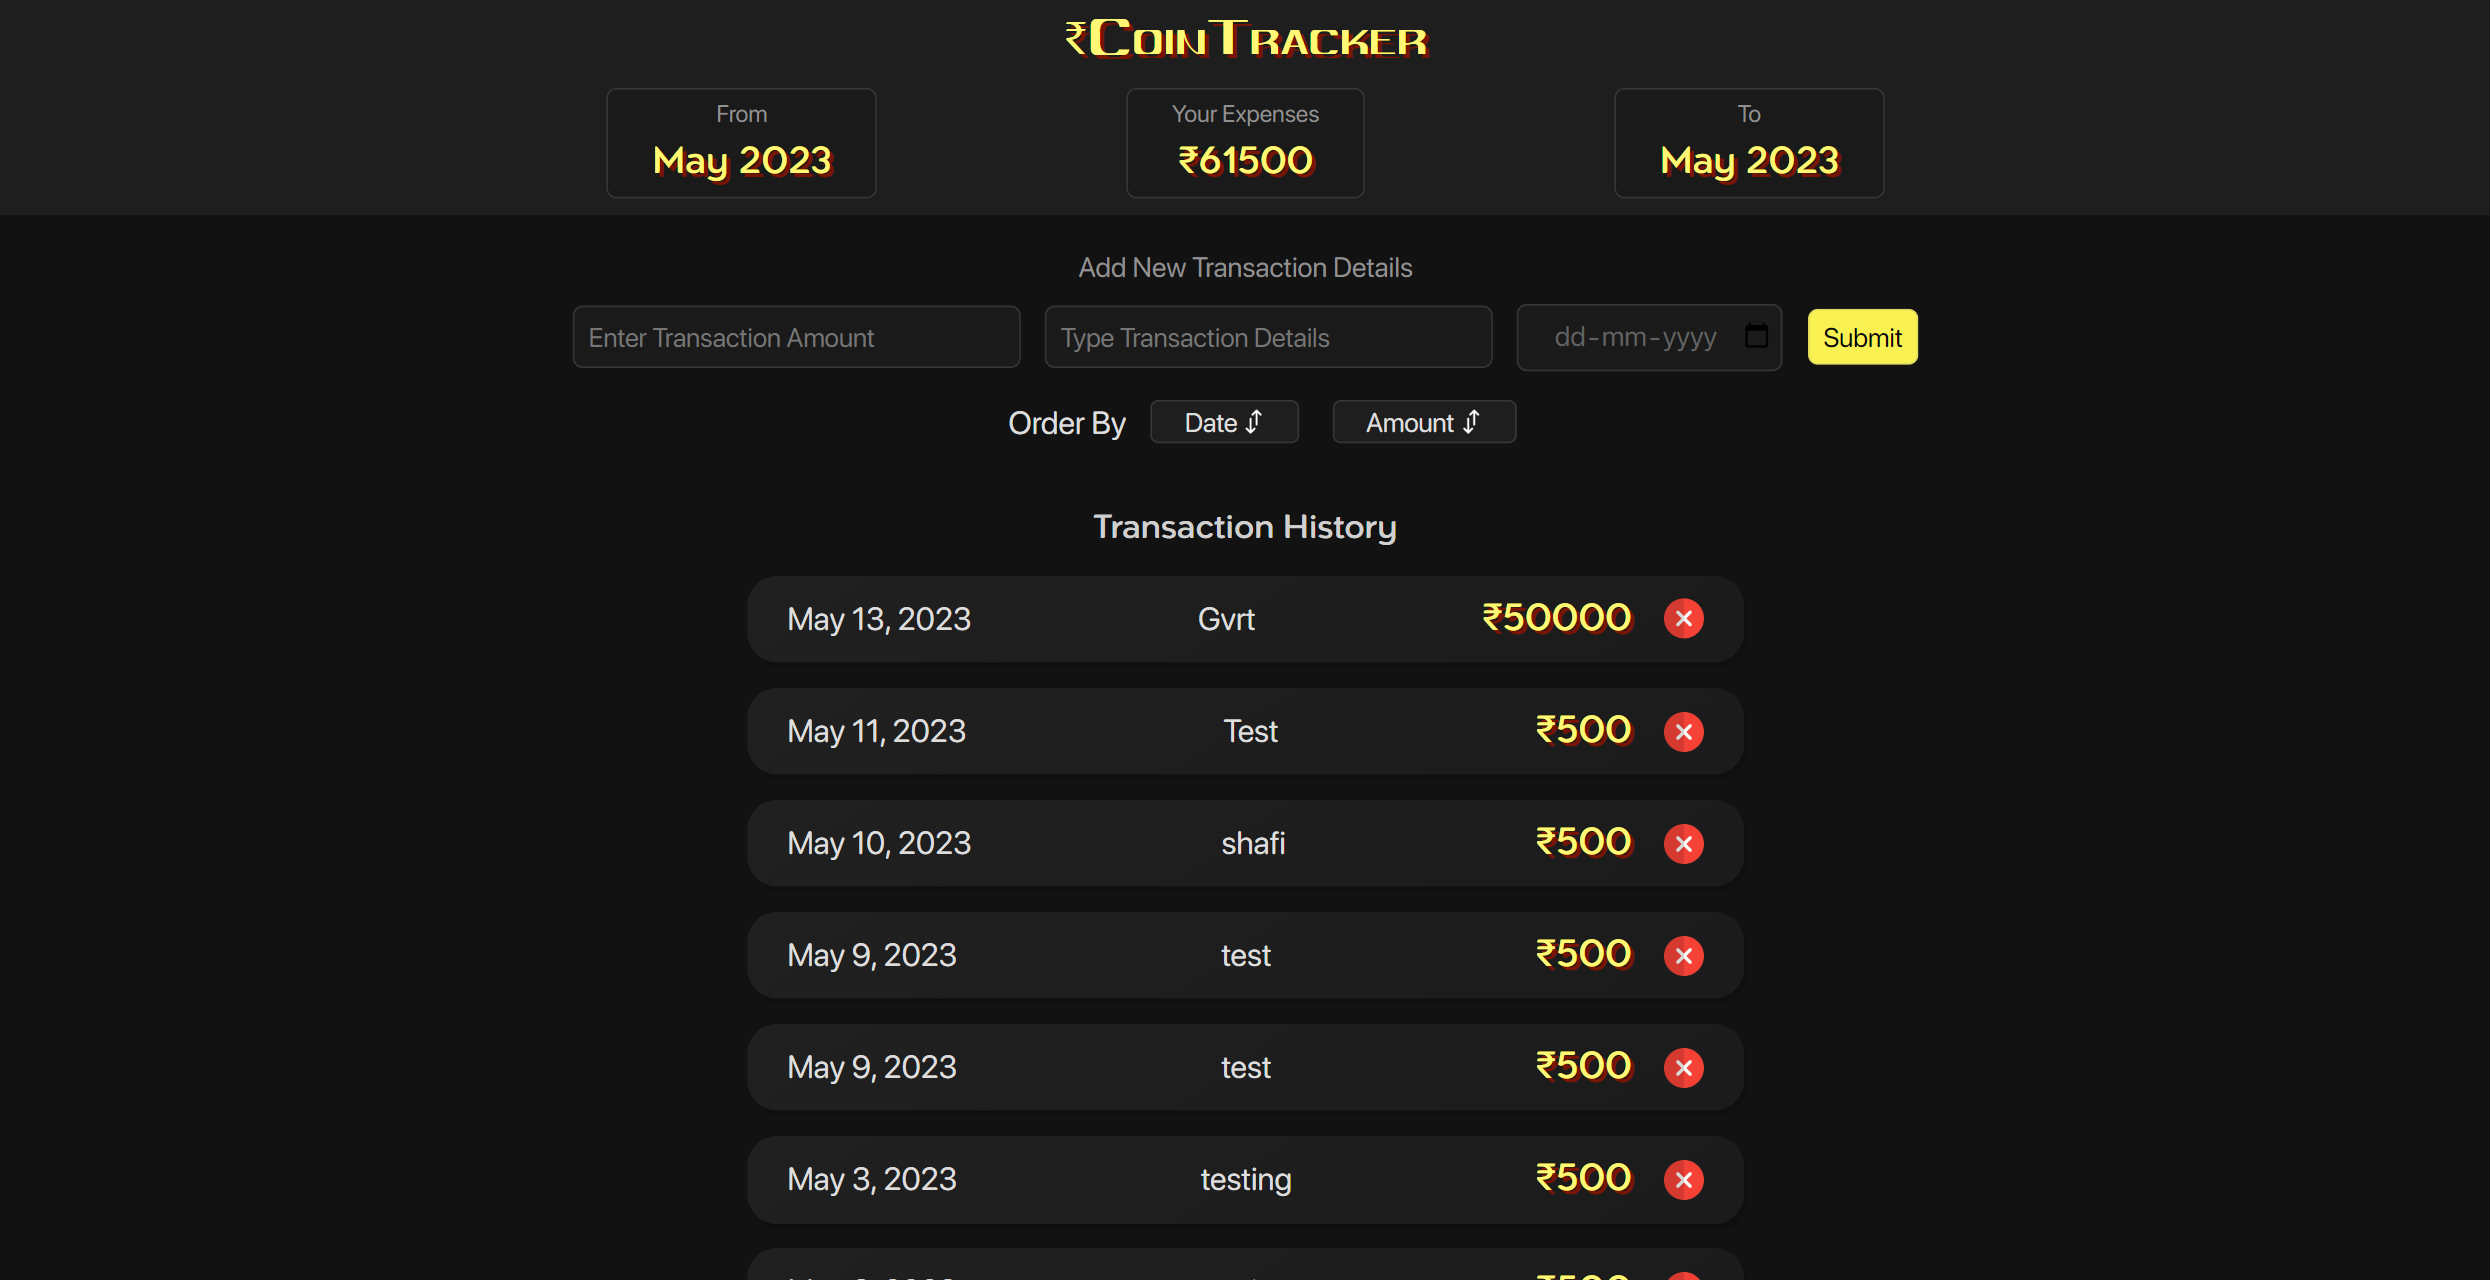 ₹CoinTracker
From
May 2023
Your Expenses
₹61500
To
May 2023
Add New Transaction Details
Enter Transaction Amount
Type Transaction Details
dd-mm-yyyy
Submit
Order By
Date
Amount
Transaction History
May 13, 2023 Gvrt ₹50000
May 11, 2023 Test ₹500
May 10, 2023 shafi ₹500
May 9, 2023 test ₹500
May 9, 2023 test ₹500
May 3, 2023 testing ₹500